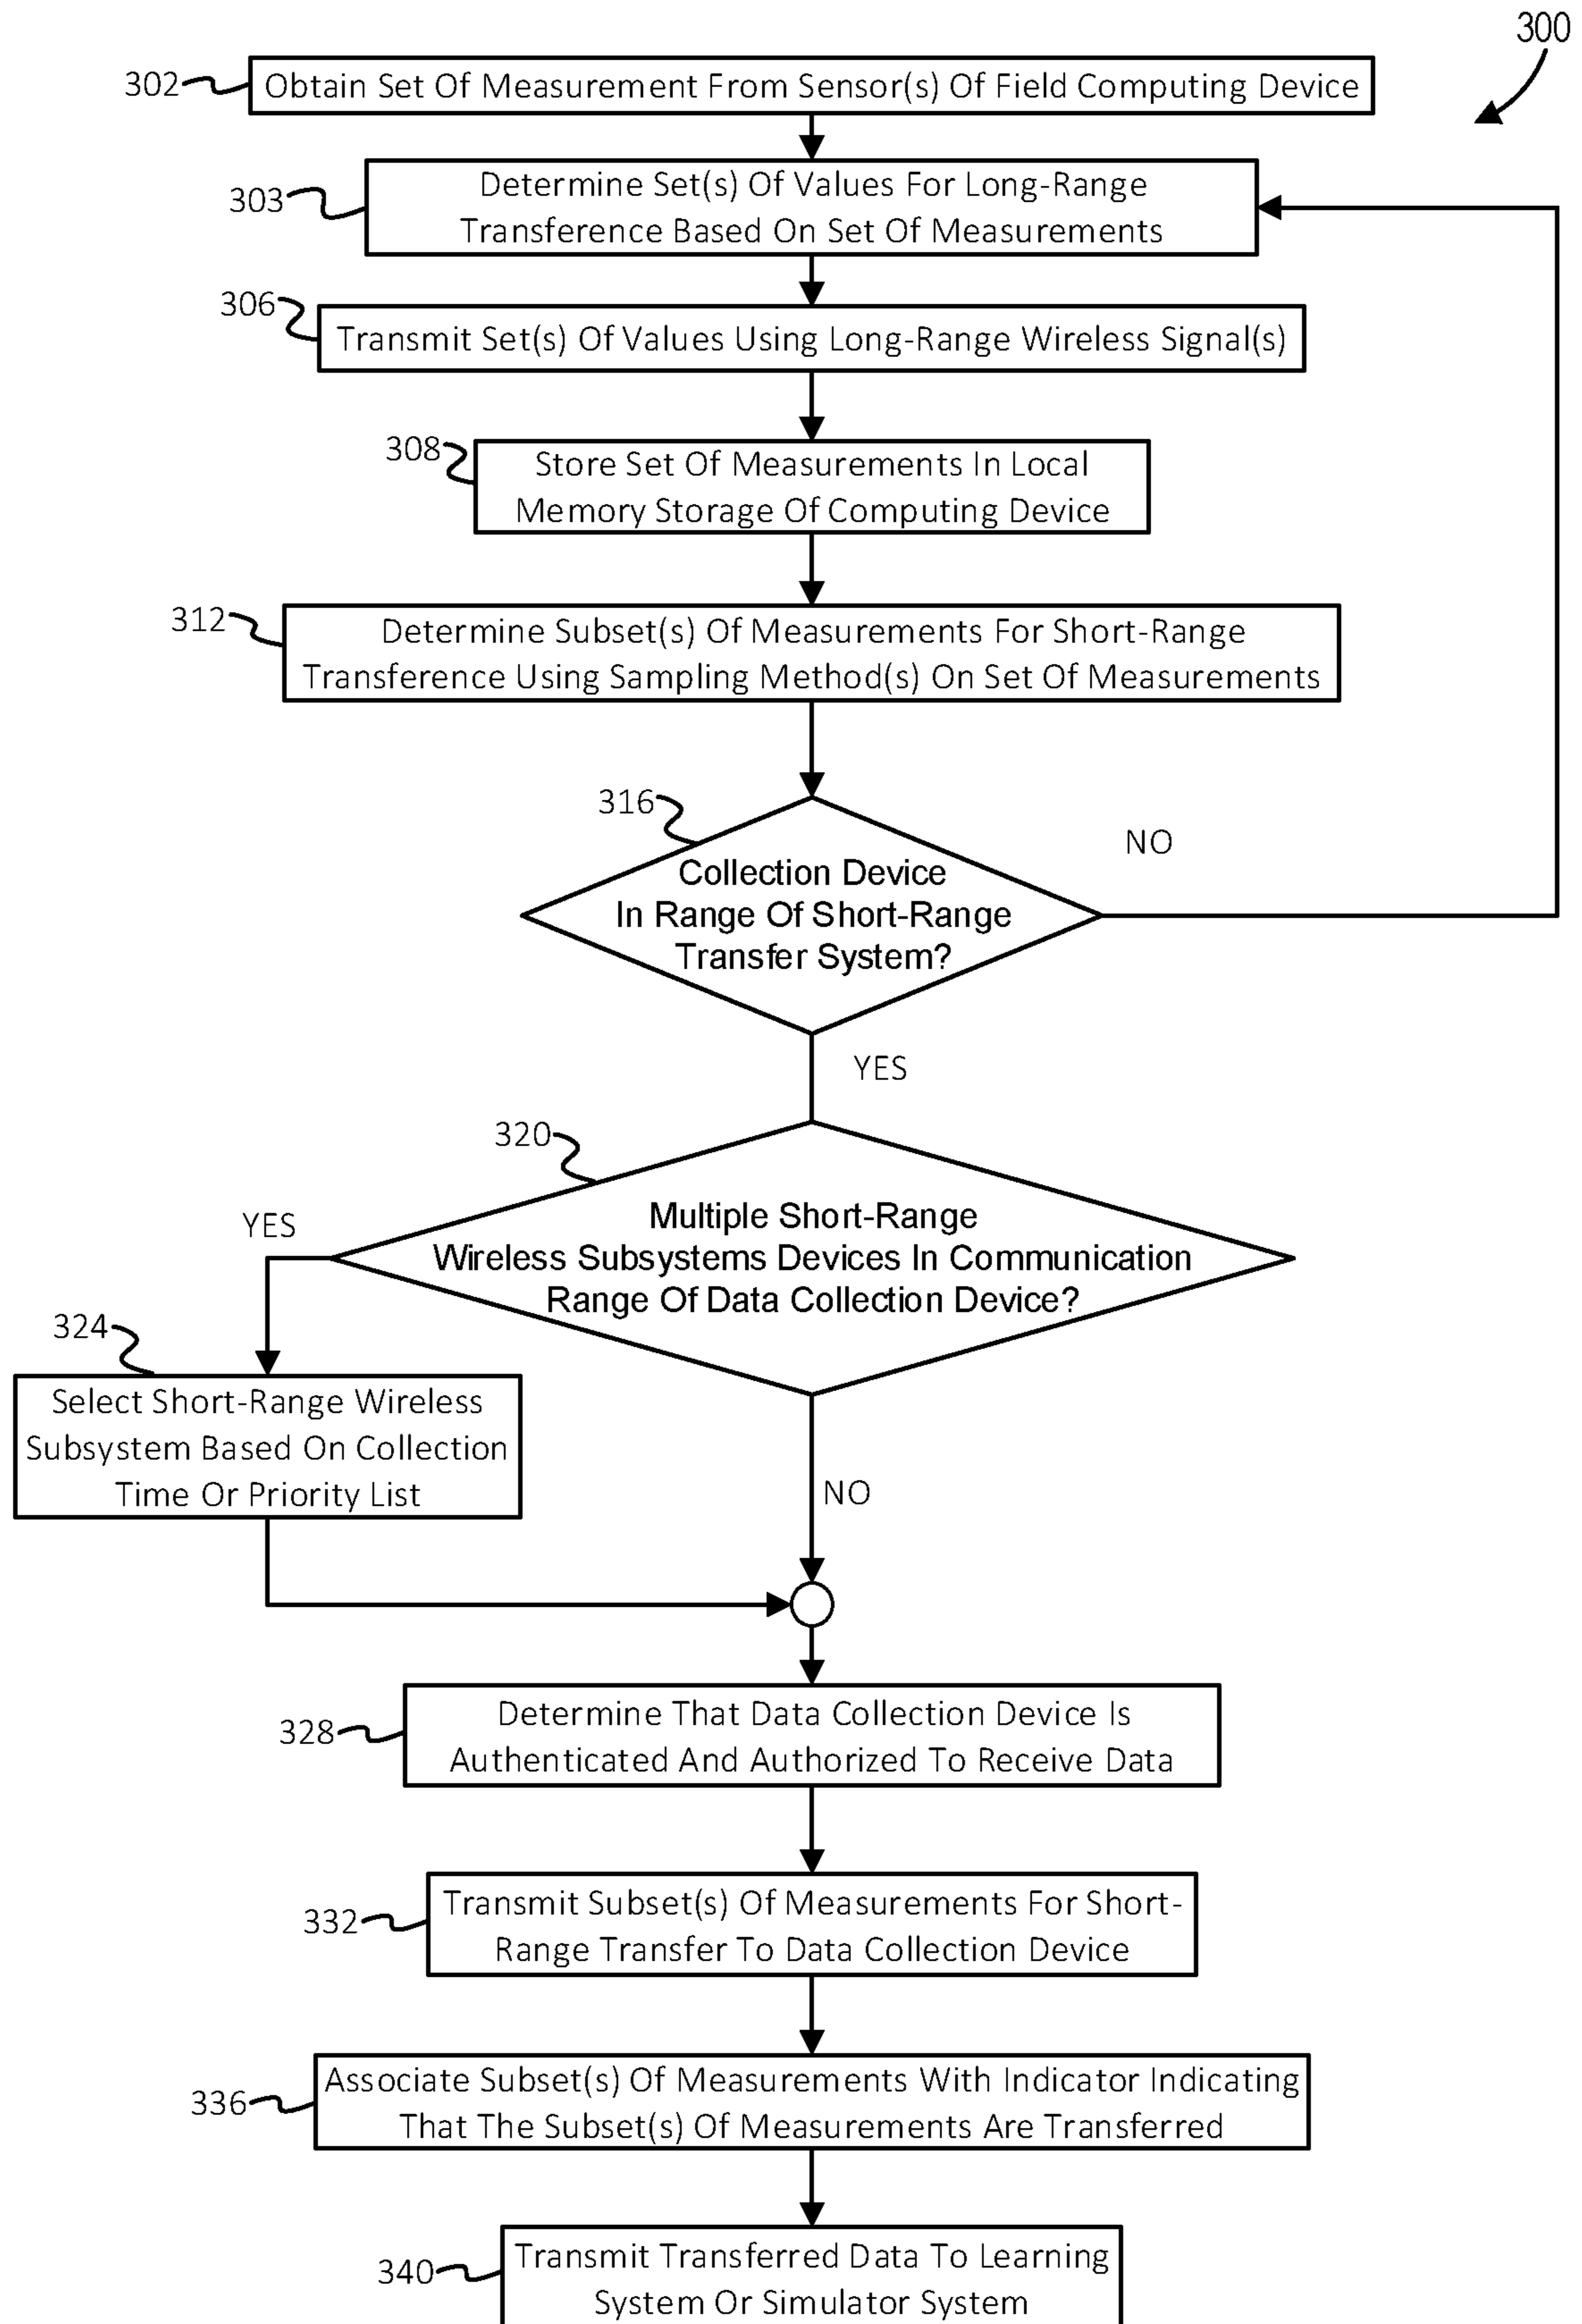 300
302
Obtain Set Of Measurement From Sensor(s) Of Field Computing Device
303
Determine Set(s) Of Values For Long-Range
Transference Based On Set Of Measurements
306
Transmit Set(s) Of Values Using Long-Range Wireless Signal(s)
308
Store Set Of Measurements In Local
Memory Storage Of Computing Device
312
Determine Subset(s) Of Measurements For Short-Range
Transference Using Sampling Method(s) On Set Of Measurements
316
Collection Device
In Range Of Short-Range
Transfer System?
NO
YES
320
Multiple Short-Range
Wireless Subsystems Devices In Communication
Range Of Data Collection Device?
YES
324
Select Short-Range Wireless
Subsystem Based On Collection
Time Or Priority List
NO
328
Determine That Data Collection Device Is
Authenticated And Authorized To Receive Data
332
Transmit Subset(s) Of Measurements For Short-
Range Transfer To Data Collection Device
336
Associate Subset(s) Of Measurements With Indicator Indicating
That The Subset(s) Of Measurements Are Transferred
340
Transmit Transferred Data To Learning
System Or Simulator System